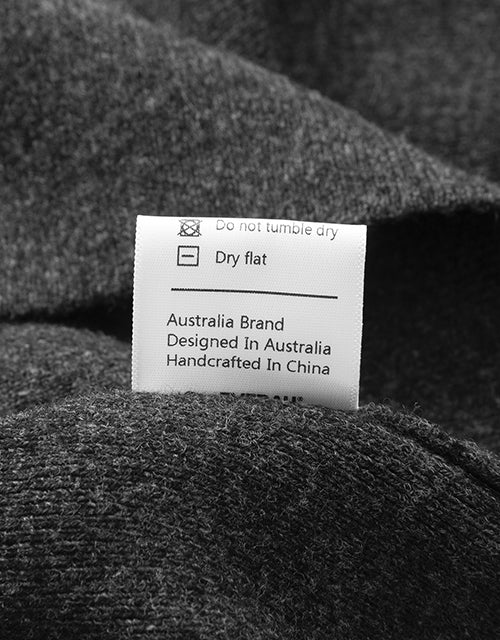 Do not tumble dry
Dry flat
Australia Brand
Designed In Australia
Handcrafted In China